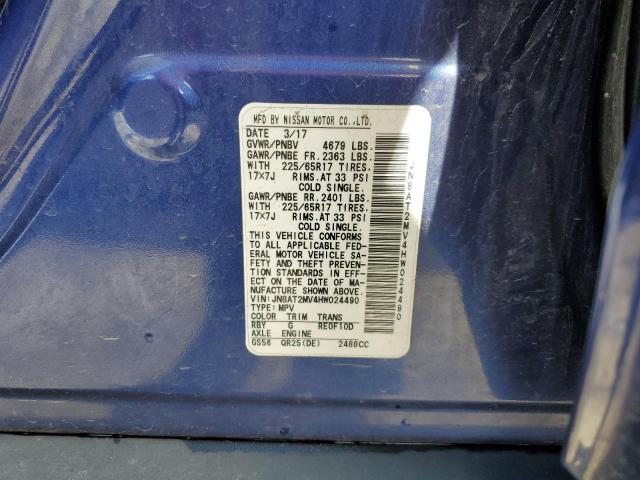 MFD BY NISSAN MOTOR CO.,LTD.
DATE 3/17
GVWR/PNBV 4679 LBS.
GAWR/PNBE FR.2363 LBS.
WITH 225/65R17 TIRES.
17×7J RIMS.AT 33 PSI
COLD SINGLE.
GAWR/PNBE RR.2401 LBS.
WITH 225/65R17 TIRES.
17×7J RIMS.AT 33 PSI
COLD SINGLE.
THIS VEHICLE CONFORMS
TO ALL APPLICABLE FED-
ERAL MOTOR VEHICLE SA-
FETY AND THEFT PREVEN-
TION STANDARDS IN EFF-
ECT ON THE DATE OF MA-
NUFACTURE SHOWN ABOVE.
VIN:JN8AT2MV4HW024490
TYPE:MPV
COLOR TRIM TRANS
RBY G RE0F10D
AXLE ENGINE
GS56 QR25(DE) 2488CC
JN8AT2MV4HW024490